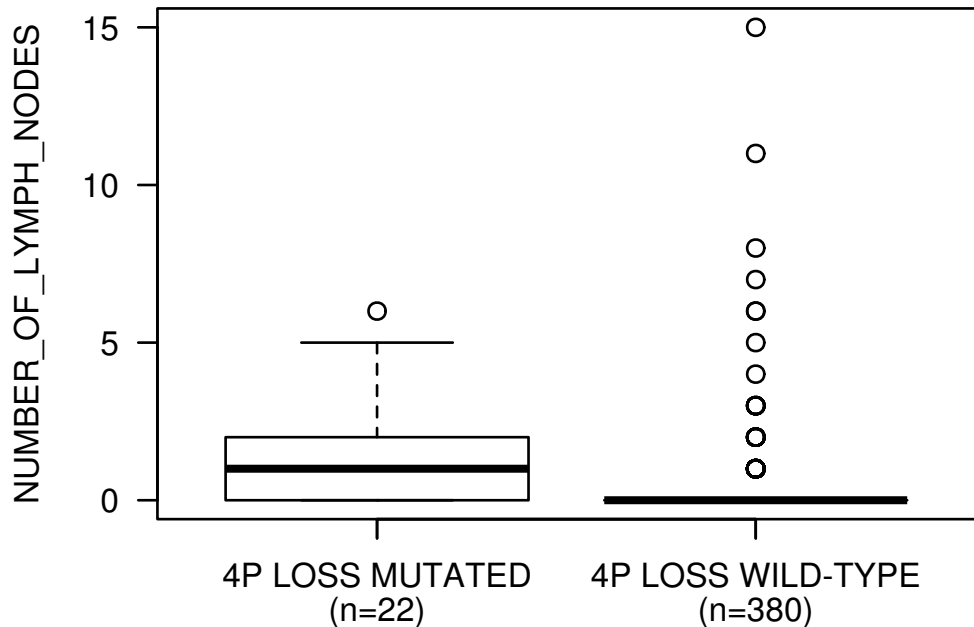 NUMBER_OF_LYMPH_NODES
15
10
5
0
4P LOSS MUTATED
(n=22)
4P LOSS WILD-TYPE
(n=380)